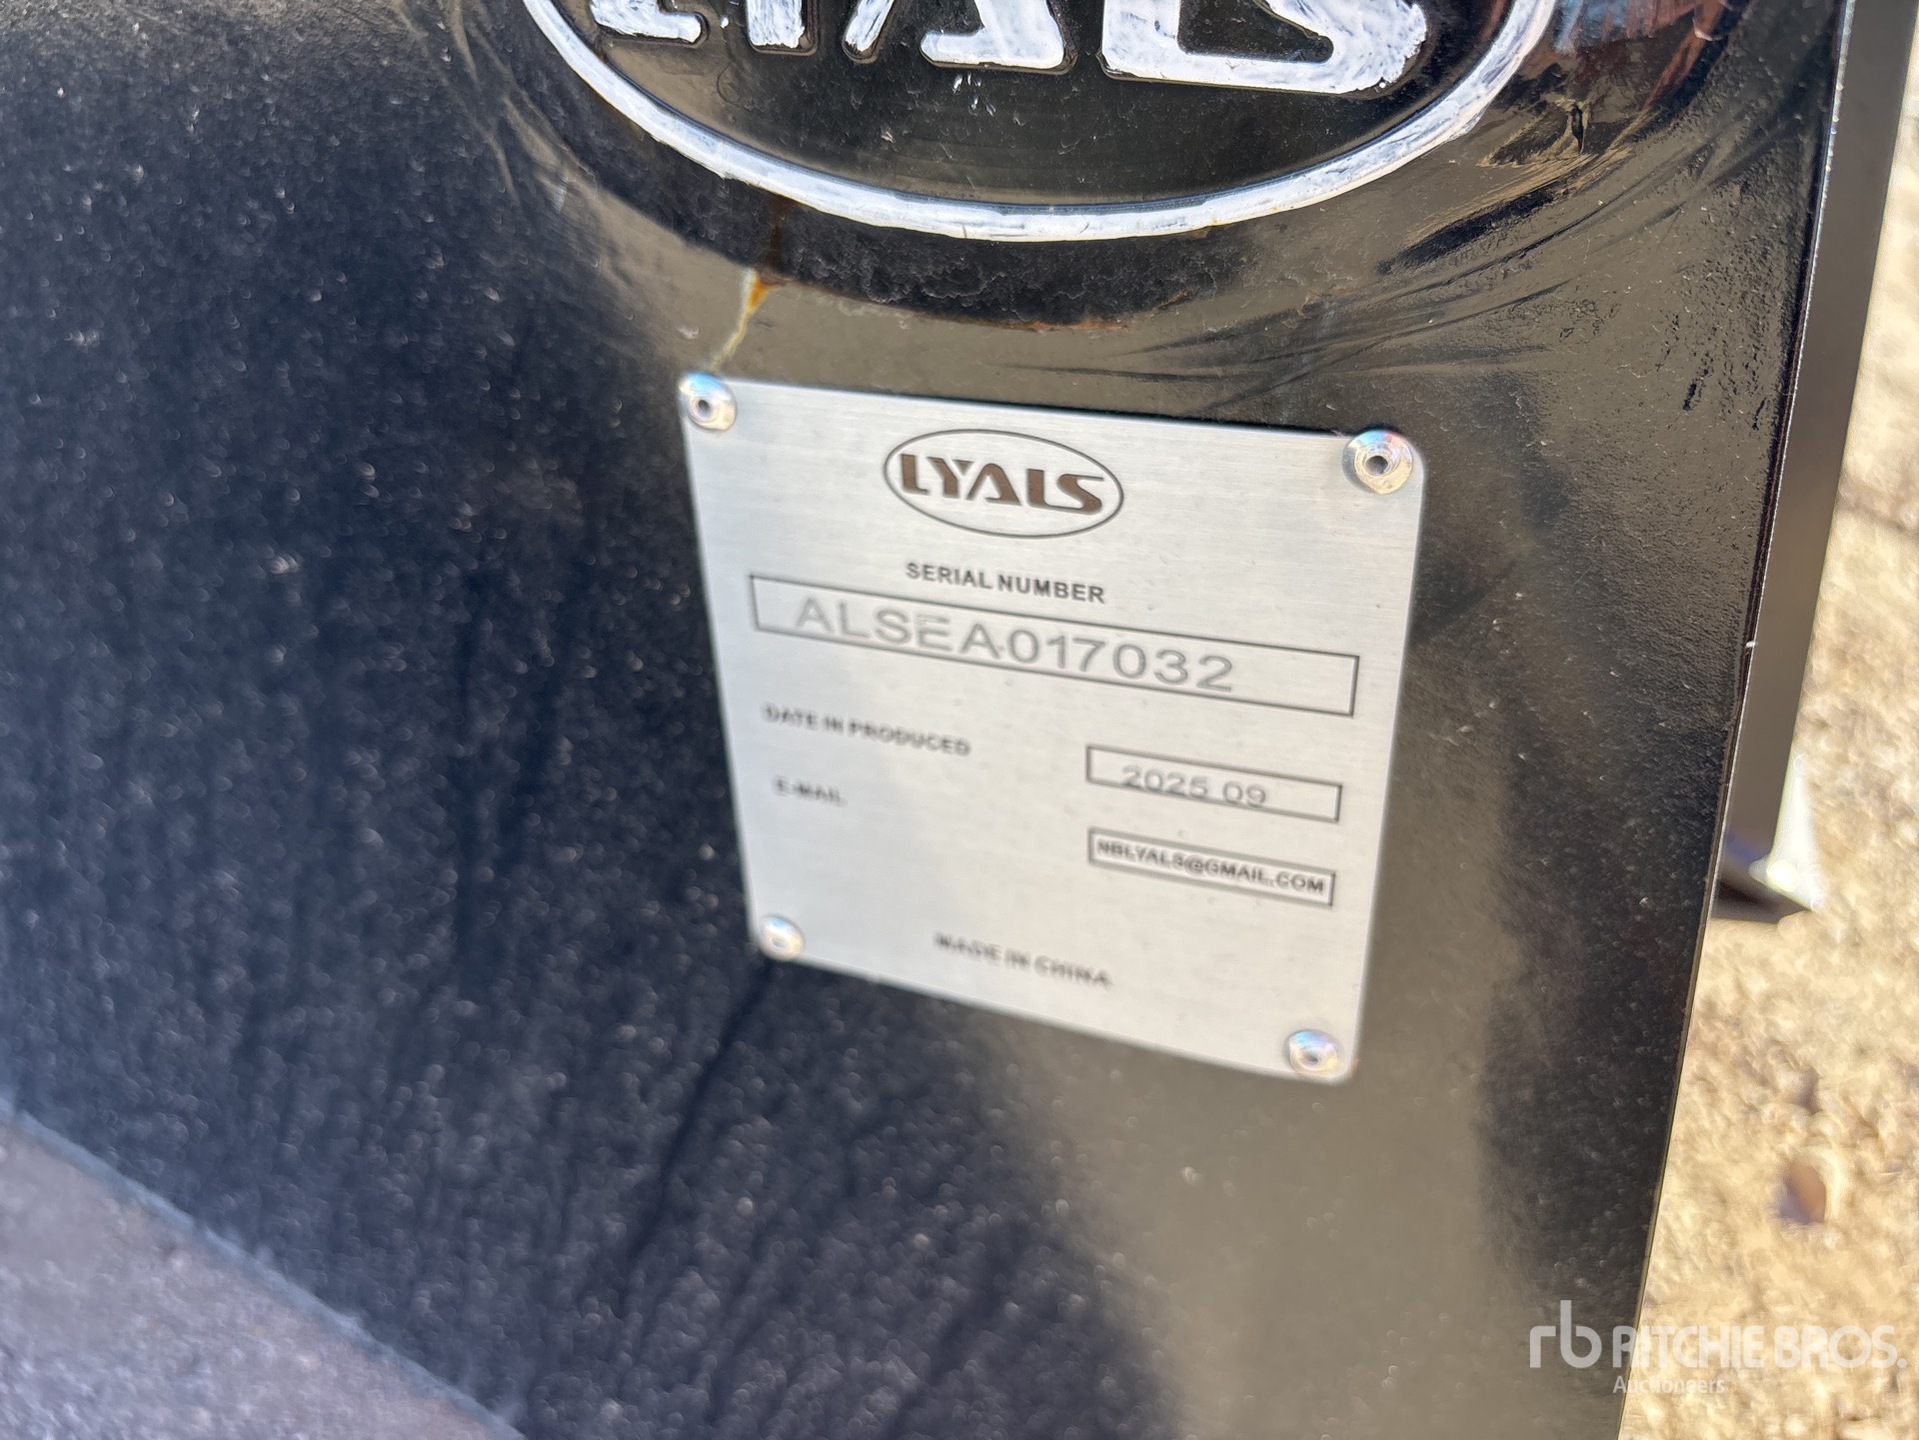 LYALS
LYALS
SERIAL NUMBER
ALSEA017032
DATE IN PRODUCED
2025 09
E-MAIL
NBLYALS@GMAIL.COM
MADE IN CHINA
rb RITCHIE BROS.
Auctioneers